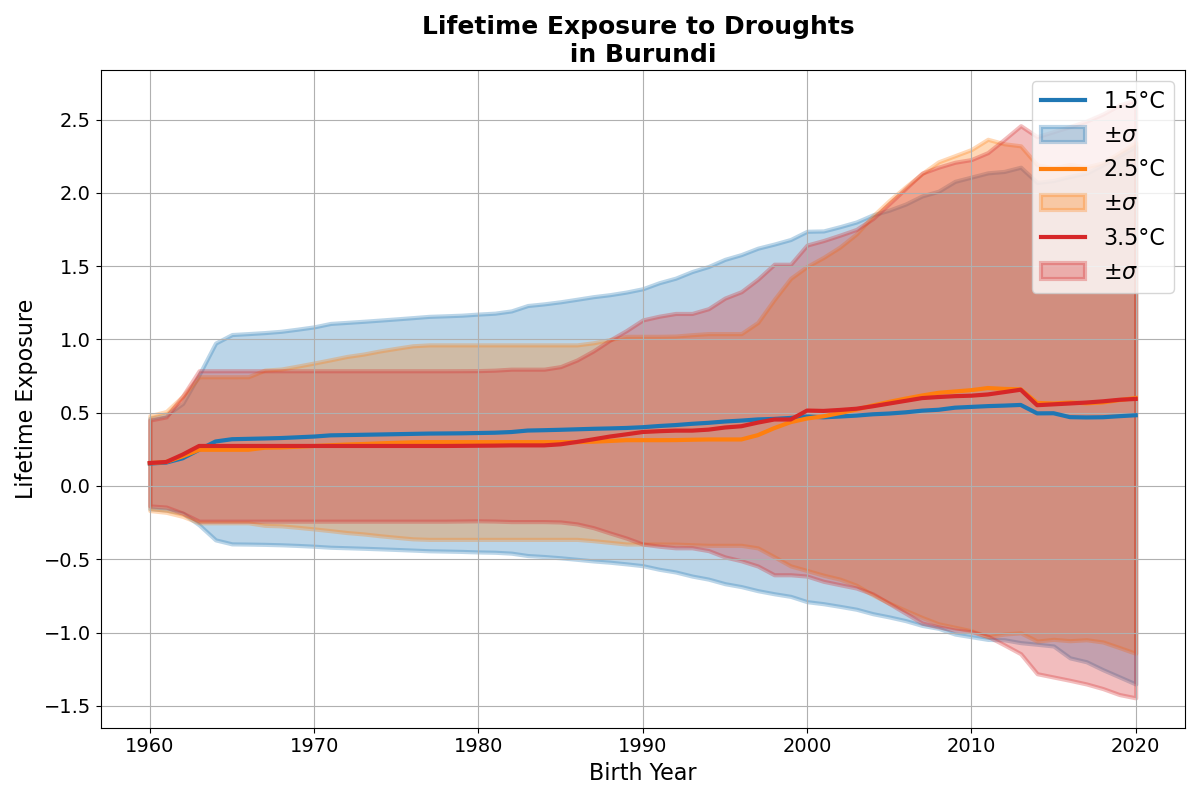 Lifetime Exposure to Droughts
in Burundi
1.5°C
±σ
2.5°C
±σ
3.5°C
±σ
Lifetime Exposure
2.5
2.0
1.5
1.0
0.5
0.0
−0.5
−1.0
−1.5
1960 1970 1980 1990 2000 2010 2020
Birth Year